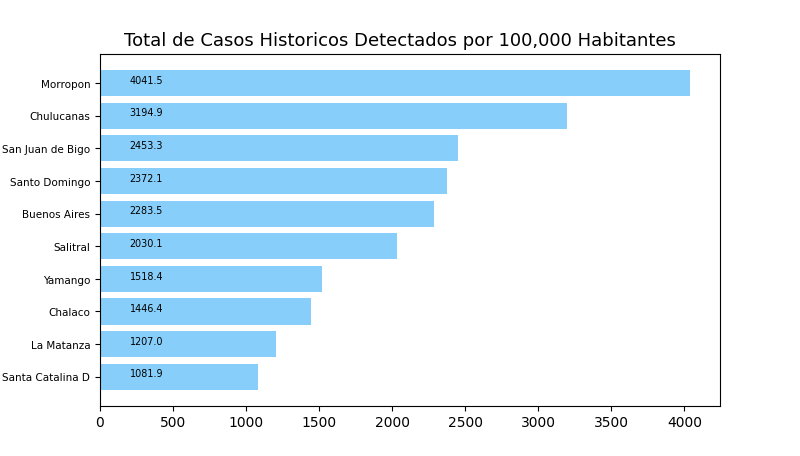 Total de Casos Historicos Detectados por 100,000 Habitantes
Morropon 4041.5
Chulucanas 3194.9
San Juan de Bigo 2453.3
Santo Domingo 2372.1
Buenos Aires 2283.5
Salitral 2030.1
Yamango 1518.4
Chalaco 1446.4
La Matanza 1207.0
Santa Catalina D 1081.9
0 500 1000 1500 2000 2500 3000 3500 4000